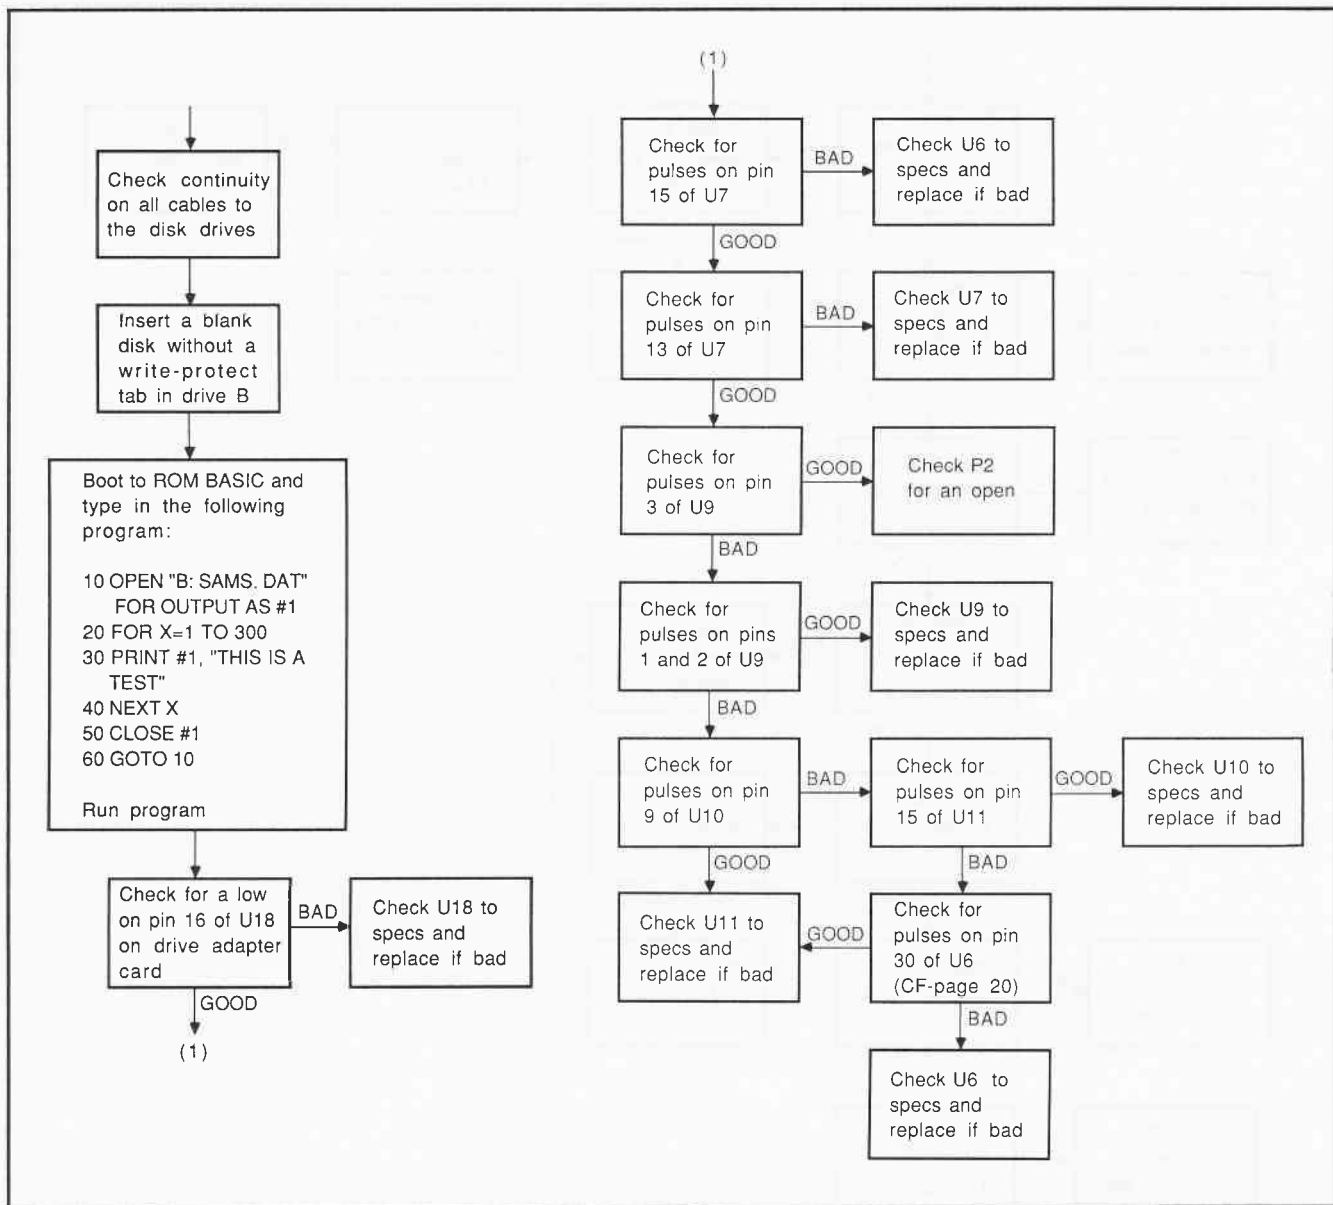 Check continuity
on all cables to
the disk drives
Insert a blank
disk without a
write-protect
tab in drive B
Boot to ROM BASIC and
type in the following
program:
10 OPEN "B: SAMS. DAT"
FOR OUTPUT AS #1
20 FOR X=1 TO 300
30 PRINT #1, "THIS IS A
TEST"
40 NEXT X
50 CLOSE #1
60 GOTO 10
Run program
Check for a low
on pin 16 of U18
on drive adapter
card
BAD
Check U18 to
specs and
replace if bad
GOOD
(1)
(1)
Check for
pulses on pin
15 of U7
BAD
Check U6 to
specs and
replace if bad
GOOD
Check for
pulses on pin
13 of U7
BAD
Check U7 to
specs and
replace if bad
GOOD
Check for
pulses on pin
3 of U9
GOOD
Check P2
for an open
BAD
Check for
pulses on pins
1 and 2 of U9
GOOD
Check U9 to
specs and
replace if bad
BAD
Check for
pulses on pin
9 of U10
BAD
Check for
pulses on pin
15 of U11
GOOD
Check U10 to
specs and
replace if bad
GOOD
BAD
Check U11 to
specs and
replace if bad
GOOD
Check for
pulses on pin
30 of U6
(CF-page 20)
BAD
Check U6 to
specs and
replace if bad